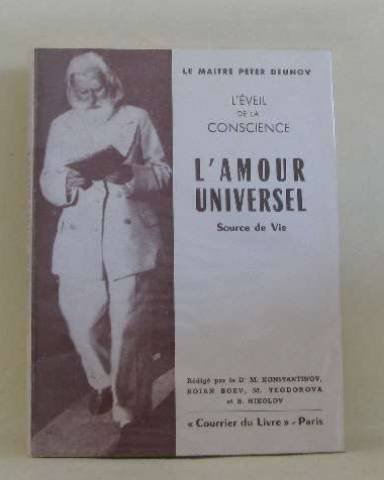 LE MAITRE PETER DEUNOV
L'ÉVEIL
DE LA
CONSCIENCE
L'AMOUR
UNIVERSEL
Source de Vie
Rédigé par le Dr M. KONSTANTINOV,
BOIAN BOEV, M. TEODOROVA
et B. NIKOLOV
« Courrier du Livre » - Paris